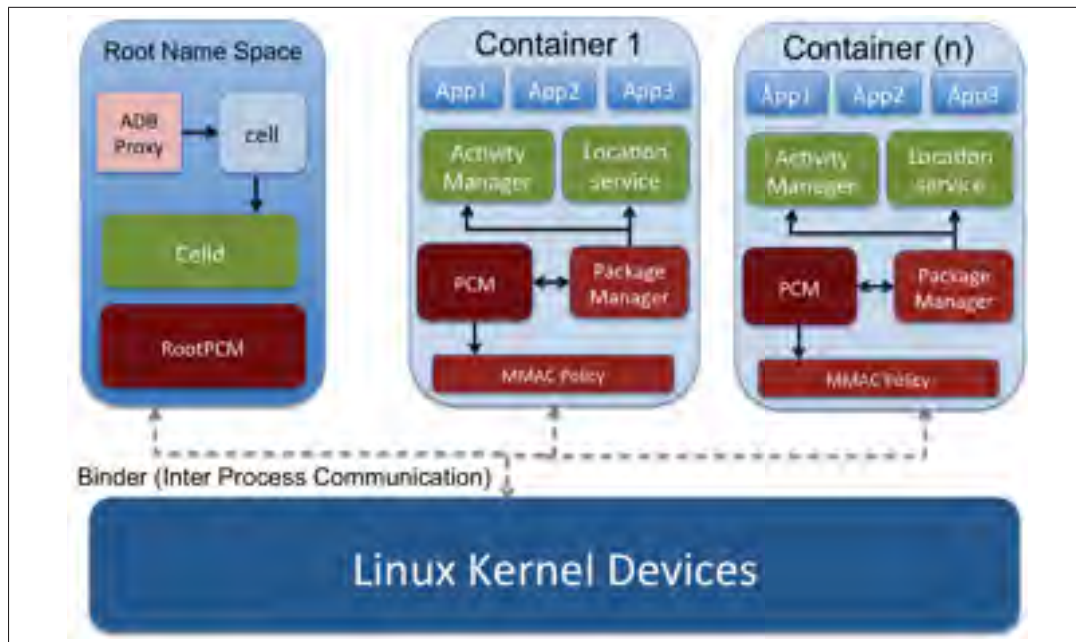 Root Name Space
ADB
Proxy
cell
Celld
RootPCM
Container 1
App1 App2 App3
Activity
Manager
Location
service
PCM
Package
Manager
MMAC Policy
Container (n)
App1 App2 App3
Activity
Manager
Location
service
PCM
Package
Manager
MMAC Policy
Binder (Inter Process Communication)
Linux Kernel Devices